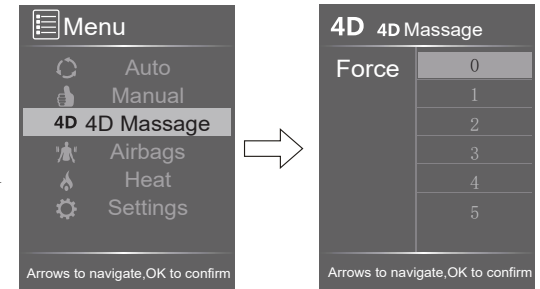 Menu
Auto
Manual
4D 4D Massage
Airbags
Heat
Settings
Arrows to navigate,OK to confirm
4D 4D Massage
Force 0
1
2
3
4
5
Arrows to navigate,OK to confirm